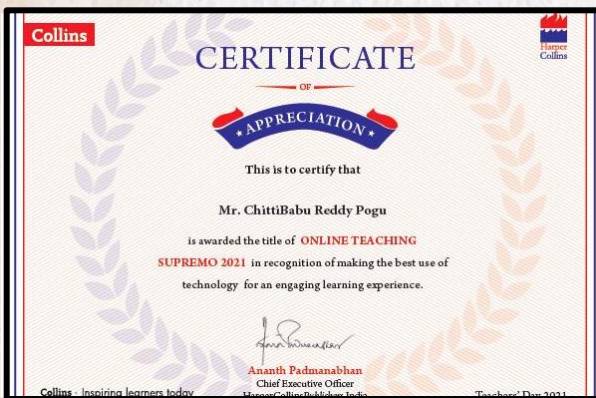 Collins
Harper
Collins
CERTIFICATE
OF
APPRECIATION
This is to certify that
Mr. ChittiBabu Reddy Pogu
is awarded the title of ONLINE TEACHING
SUPREMO 2021 in recognition of making the best use of
technology for an engaging learning experience.
Ananth Padmanabhan
Chief Executive Officer
HarperCollinsPublishers India
Collins - Inspiring learners today
Teachers' Day 2021